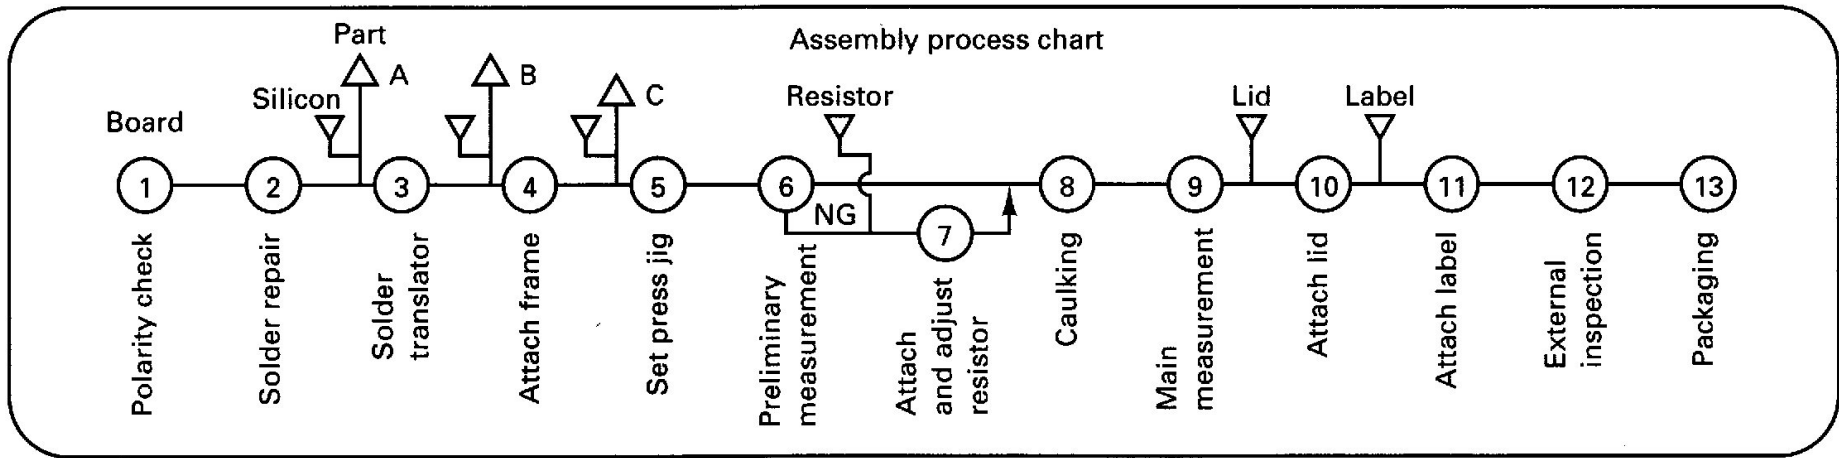 Assembly process chart
Part
A
B
C
Silicon
Board
Resistor
Lid
Label
1
2
3
4
5
6
NG
7
8
9
10
11
12
13
Polarity check
Solder repair
Solder
translator
Attach frame
Set press jig
Preliminary
measurement
Attach
and adjust
resistor
Caulking
Main
measurement
Attach lid
Attach label
External
inspection
Packaging